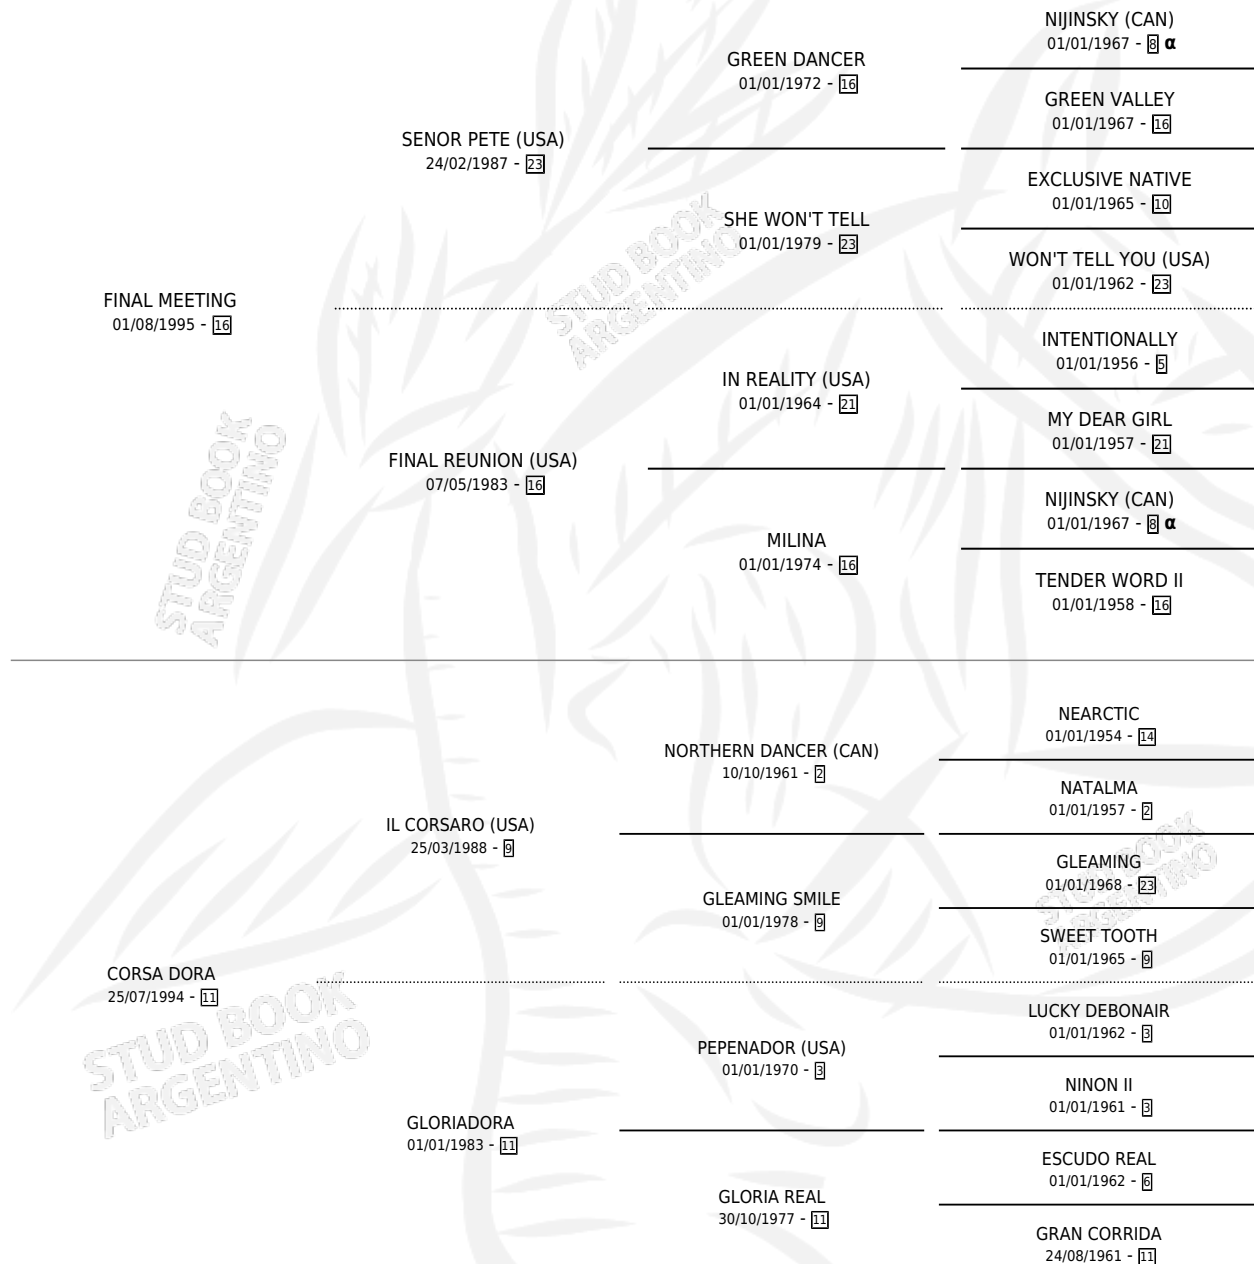 NIJINSKY (CAN)
01/01/1967 - 8 α
GREEN DANCER
01/01/1972 - 16
GREEN VALLEY
01/01/1967 - 16
SENOR PETE (USA)
24/02/1987 - 23
EXCLUSIVE NATIVE
01/01/1965 - 10
SHE WON'T TELL
01/01/1979 - 23
WON'T TELL YOU (USA)
01/01/1962 - 23
STUD BOOK
ARGENTINO
FINAL MEETING
01/08/1995 - 16
INTENTIONALLY
01/01/1956 - 5
IN REALITY (USA)
01/01/1964 - 21
MY DEAR GIRL
01/01/1957 - 21
FINAL REUNION (USA)
07/05/1983 - 16
NIJINSKY (CAN)
01/01/1967 - 8 α
MILINA
01/01/1974 - 16
TENDER WORD II
01/01/1958 - 16
STUD BOOK
ARGENTINO
NEARCTIC
01/01/1954 - 14
NORTHERN DANCER (CAN)
10/10/1961 - 2
NATALMA
01/01/1957 - 2
IL CORSARO (USA)
25/03/1988 - 9
GLEAMING
01/01/1968 - 23
GLEAMING SMILE
01/01/1978 - 9
SWEET TOOTH
01/01/1965 - 9
STUD BOOK
ARGENTINO
CORSA DORA
25/07/1994 - 11
LUCKY DEBONAIR
01/01/1962 - 3
PEPENADOR (USA)
01/01/1970 - 3
NINON II
01/01/1961 - 3
GLORIADORA
01/01/1983 - 11
ESCUDO REAL
01/01/1962 - 6
GLORIA REAL
30/10/1977 - 11
GRAN CORRIDA
24/08/1961 - 11
STUD BOOK
ARGENTINO